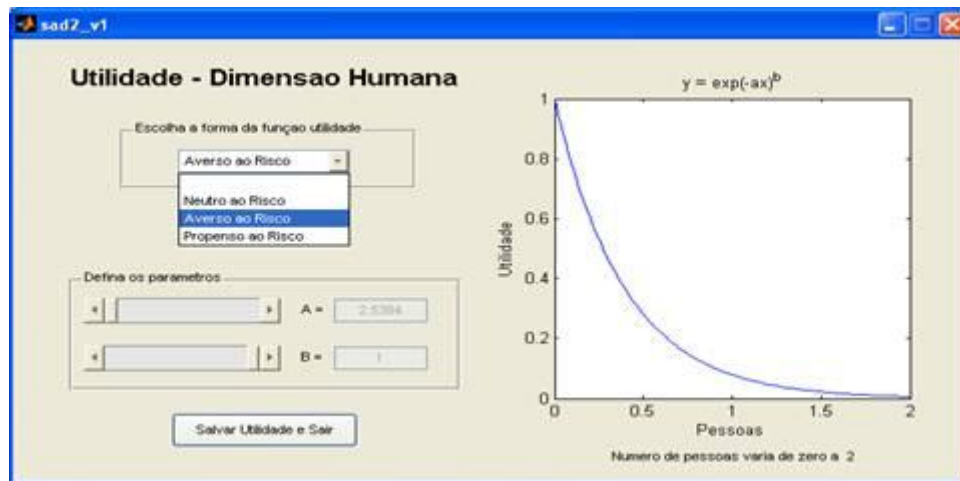 sad2_v1
Utilidade - Dimensao Humana
Escolha a forma da funçao utilidade
Averso ao Risco
Neutro ao Risco
Averso ao Risco
Propenso ao Risco
Defina os parametros
A = 2.5384
B = 1
Salvar Utilidade e Sair
y = exp(-ax)^b
1
0.8
0.6
0.4
0.2
0
Utilidade
0 0.5 1 1.5 2
Pessoas
Numero de pessoas varia de zero a 2